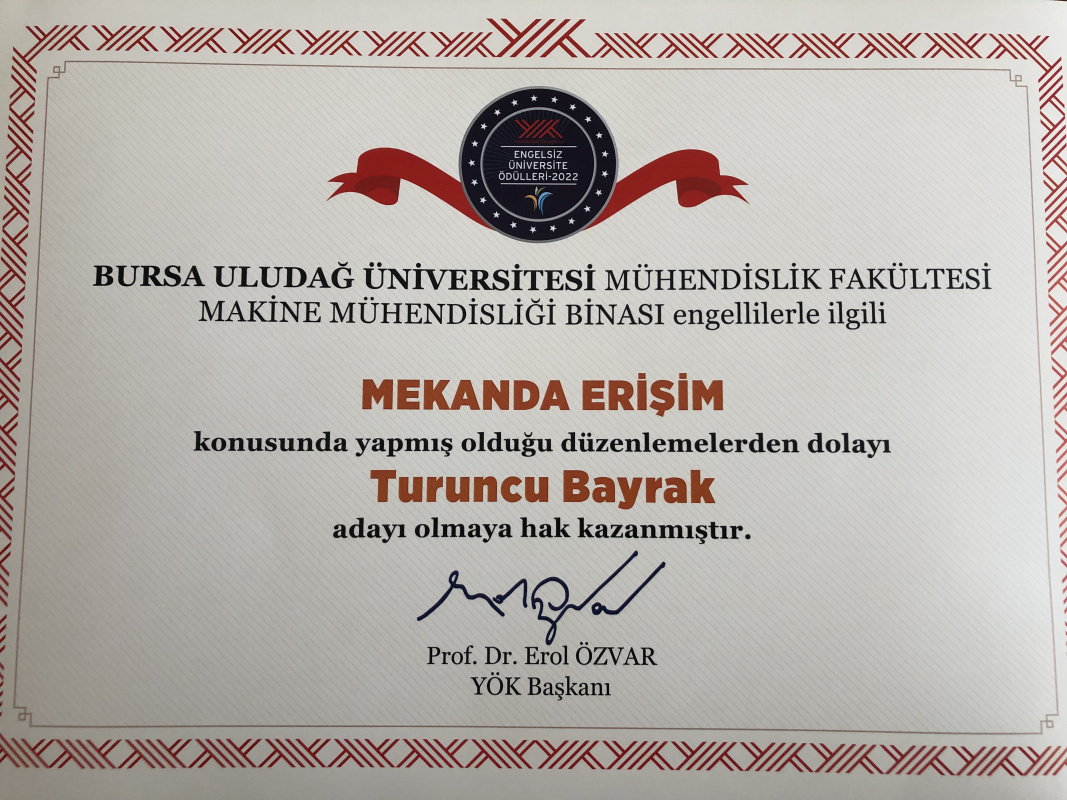 ENGELSİZ
ÜNİVERSİTE
ÖDÜLLERİ-2022
BURSA ULUDAĞ ÜNİVERSİTESİ MÜHENDİSLİK FAKÜLTESİ
MAKİNE MÜHENDİSLİĞİ BİNASI engellilerle ilgili
MEKANDA ERİŞİM
konusunda yapmış olduğu düzenlemelerden dolayı
Turuncu Bayrak
adayı olmaya hak kazanmıştır.
Prof. Dr. Erol ÖZVAR
YÖK Başkanı